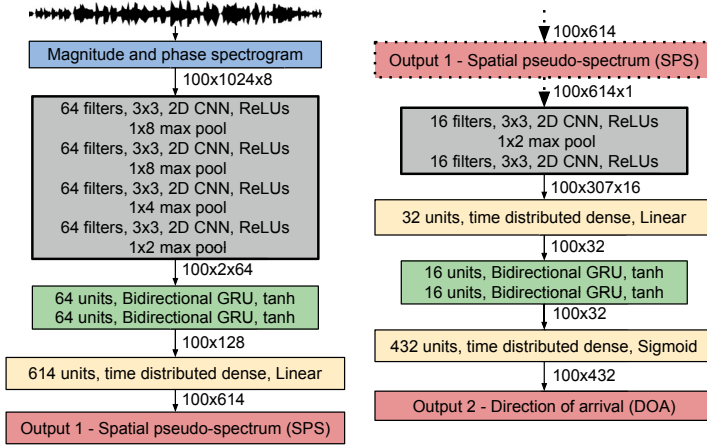 Magnitude and phase spectrogram
100x1024x8
64 filters, 3x3, 2D CNN, ReLUs
1x8 max pool
64 filters, 3x3, 2D CNN, ReLUs
1x8 max pool
64 filters, 3x3, 2D CNN, ReLUs
1x4 max pool
64 filters, 3x3, 2D CNN, ReLUs
1x2 max pool
100x2x64
64 units, Bidirectional GRU, tanh
64 units, Bidirectional GRU, tanh
100x128
614 units, time distributed dense, Linear
100x614
Output 1 - Spatial pseudo-spectrum (SPS)
100x614
Output 1 - Spatial pseudo-spectrum (SPS)
100x614x1
16 filters, 3x3, 2D CNN, ReLUs
1x2 max pool
16 filters, 3x3, 2D CNN, ReLUs
100x307x16
32 units, time distributed dense, Linear
100x32
16 units, Bidirectional GRU, tanh
16 units, Bidirectional GRU, tanh
100x32
432 units, time distributed dense, Sigmoid
100x432
Output 2 - Direction of arrival (DOA)